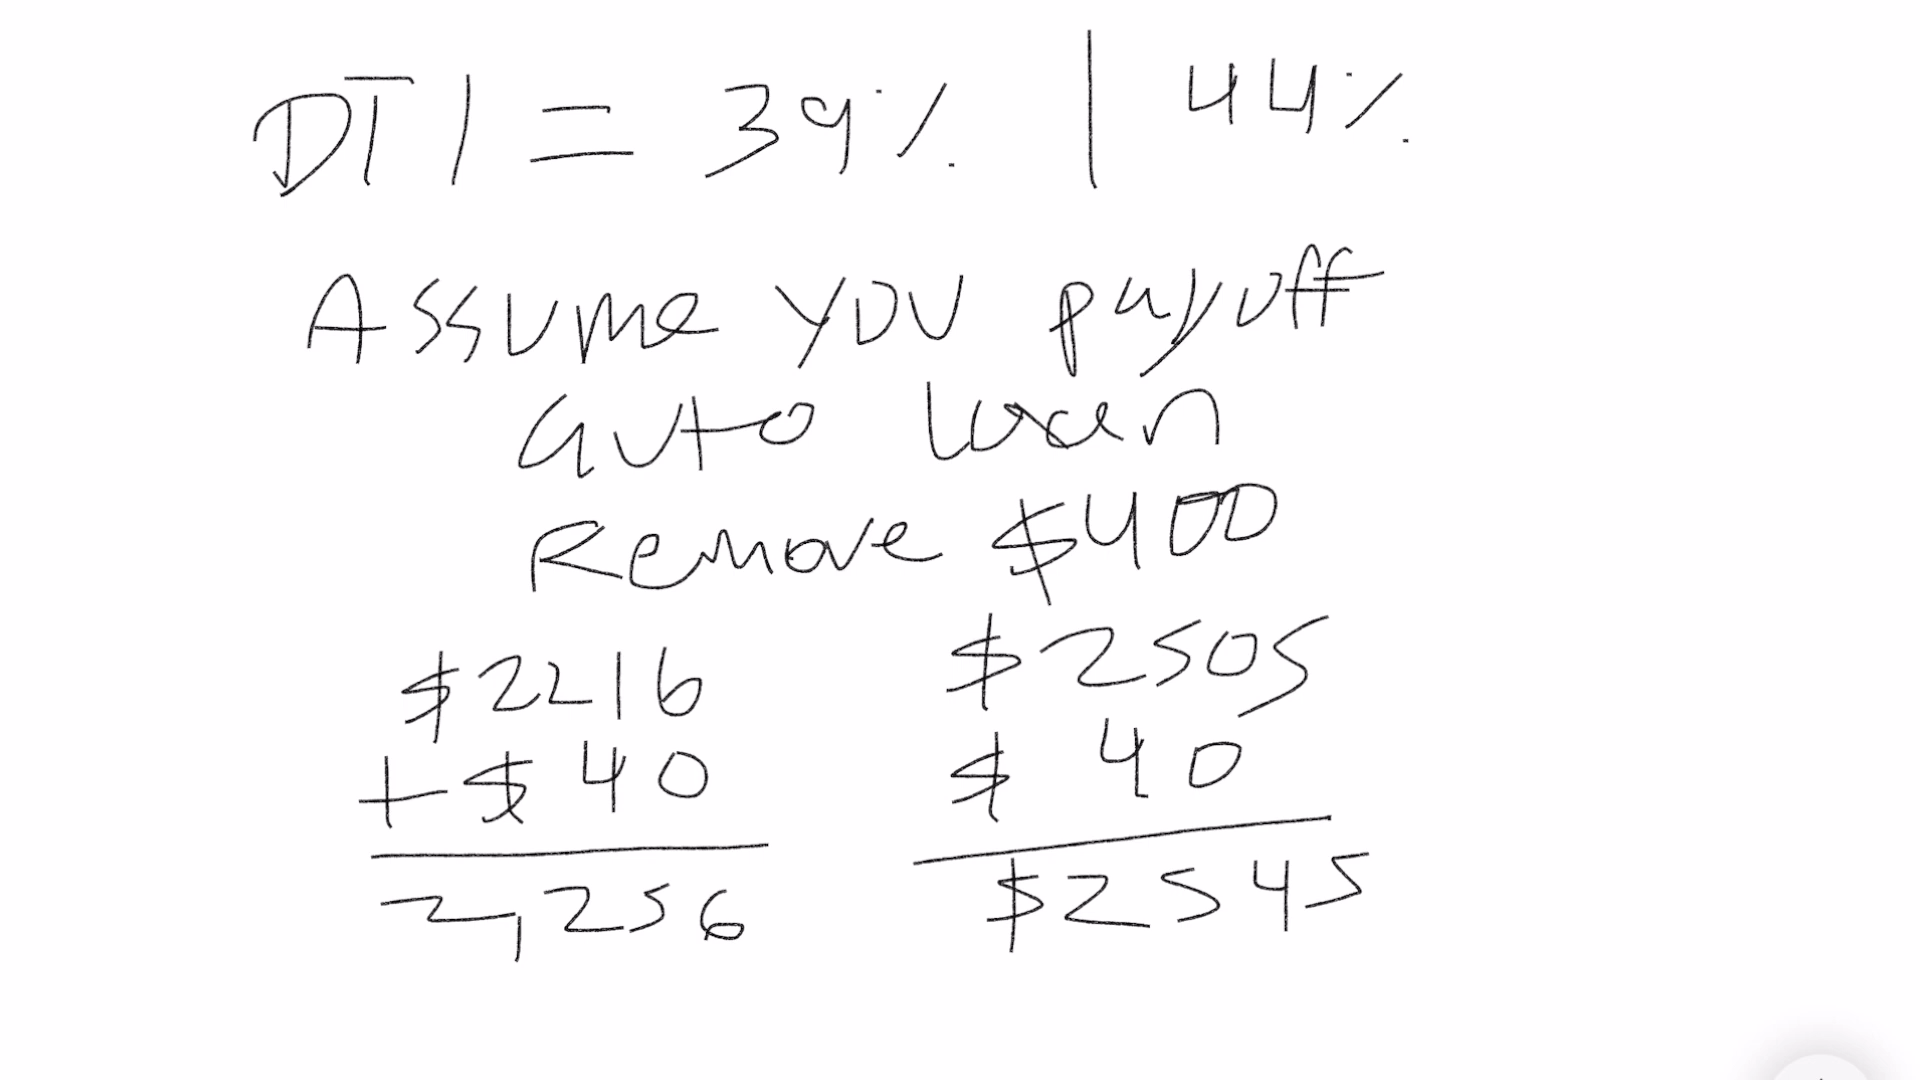 DTI = 39% | 44%
Assume you payoff
auto loan
Remove $400
$2216 $2505
+ $ 40 $ 40
2,256 $2545